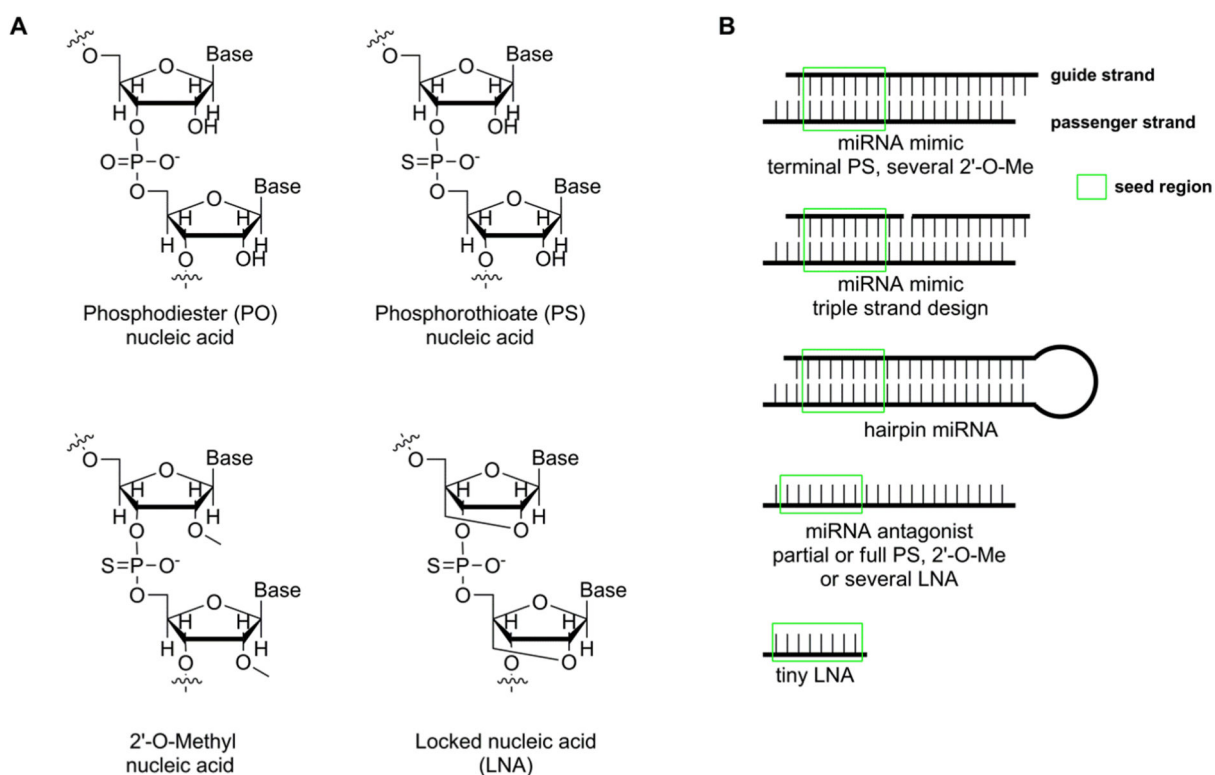 A
O
Base
O
H
H
H
H
O
OH
O=P–O-
O
Base
O
H
H
H
H
O
OH
Phosphodiester (PO)
nucleic acid
O
Base
O
H
H
H
H
O
OH
S=P–O-
O
Base
O
H
H
H
H
O
OH
Phosphorothioate (PS)
nucleic acid
O
Base
O
H
H
H
H
O
O
S=P–O-
O
Base
O
H
H
H
H
O
O
2'-O-Methyl
nucleic acid
O
Base
O
H
H
H
O
O
S=P–O-
O
Base
O
H
H
H
O
O
Locked nucleic acid
(LNA)
B
guide strand
passenger strand
miRNA mimic
terminal PS, several 2'-O-Me
seed region
miRNA mimic
triple strand design
hairpin miRNA
miRNA antagonist
partial or full PS, 2'-O-Me
or several LNA
tiny LNA